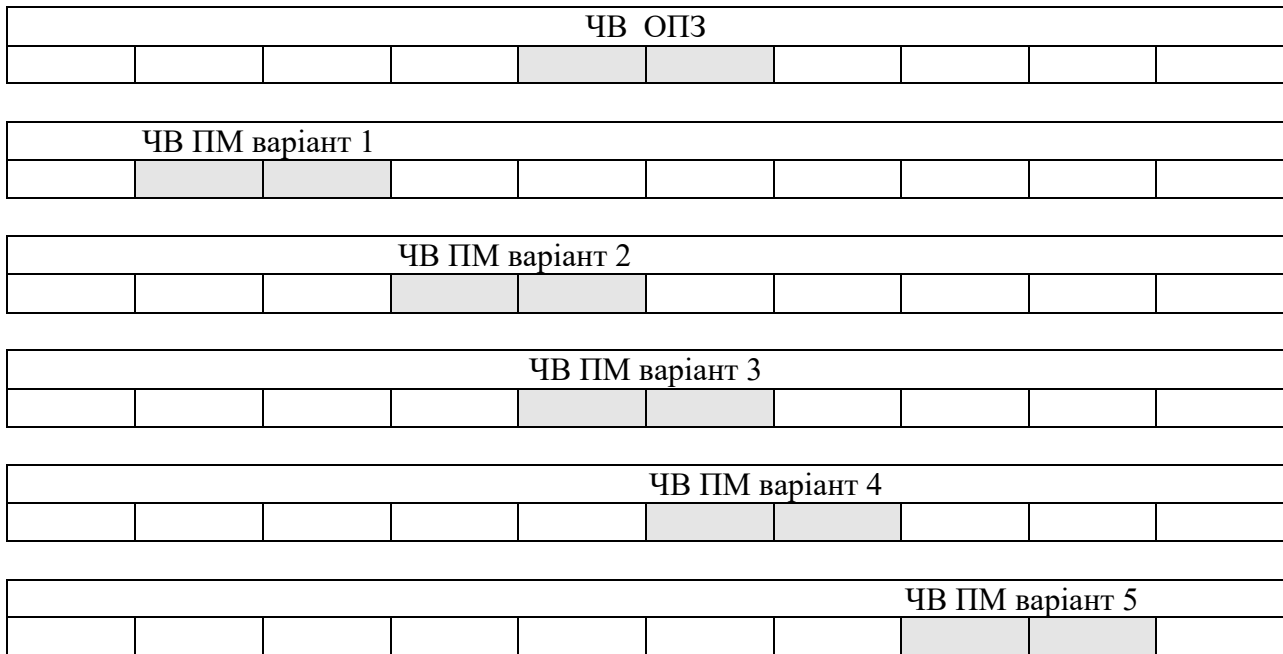 ЧВ ОПЗ
ЧВ ПМ варіант 1
ЧВ ПМ варіант 2
ЧВ ПМ варіант 3
ЧВ ПМ варіант 4
ЧВ ПМ варіант 5